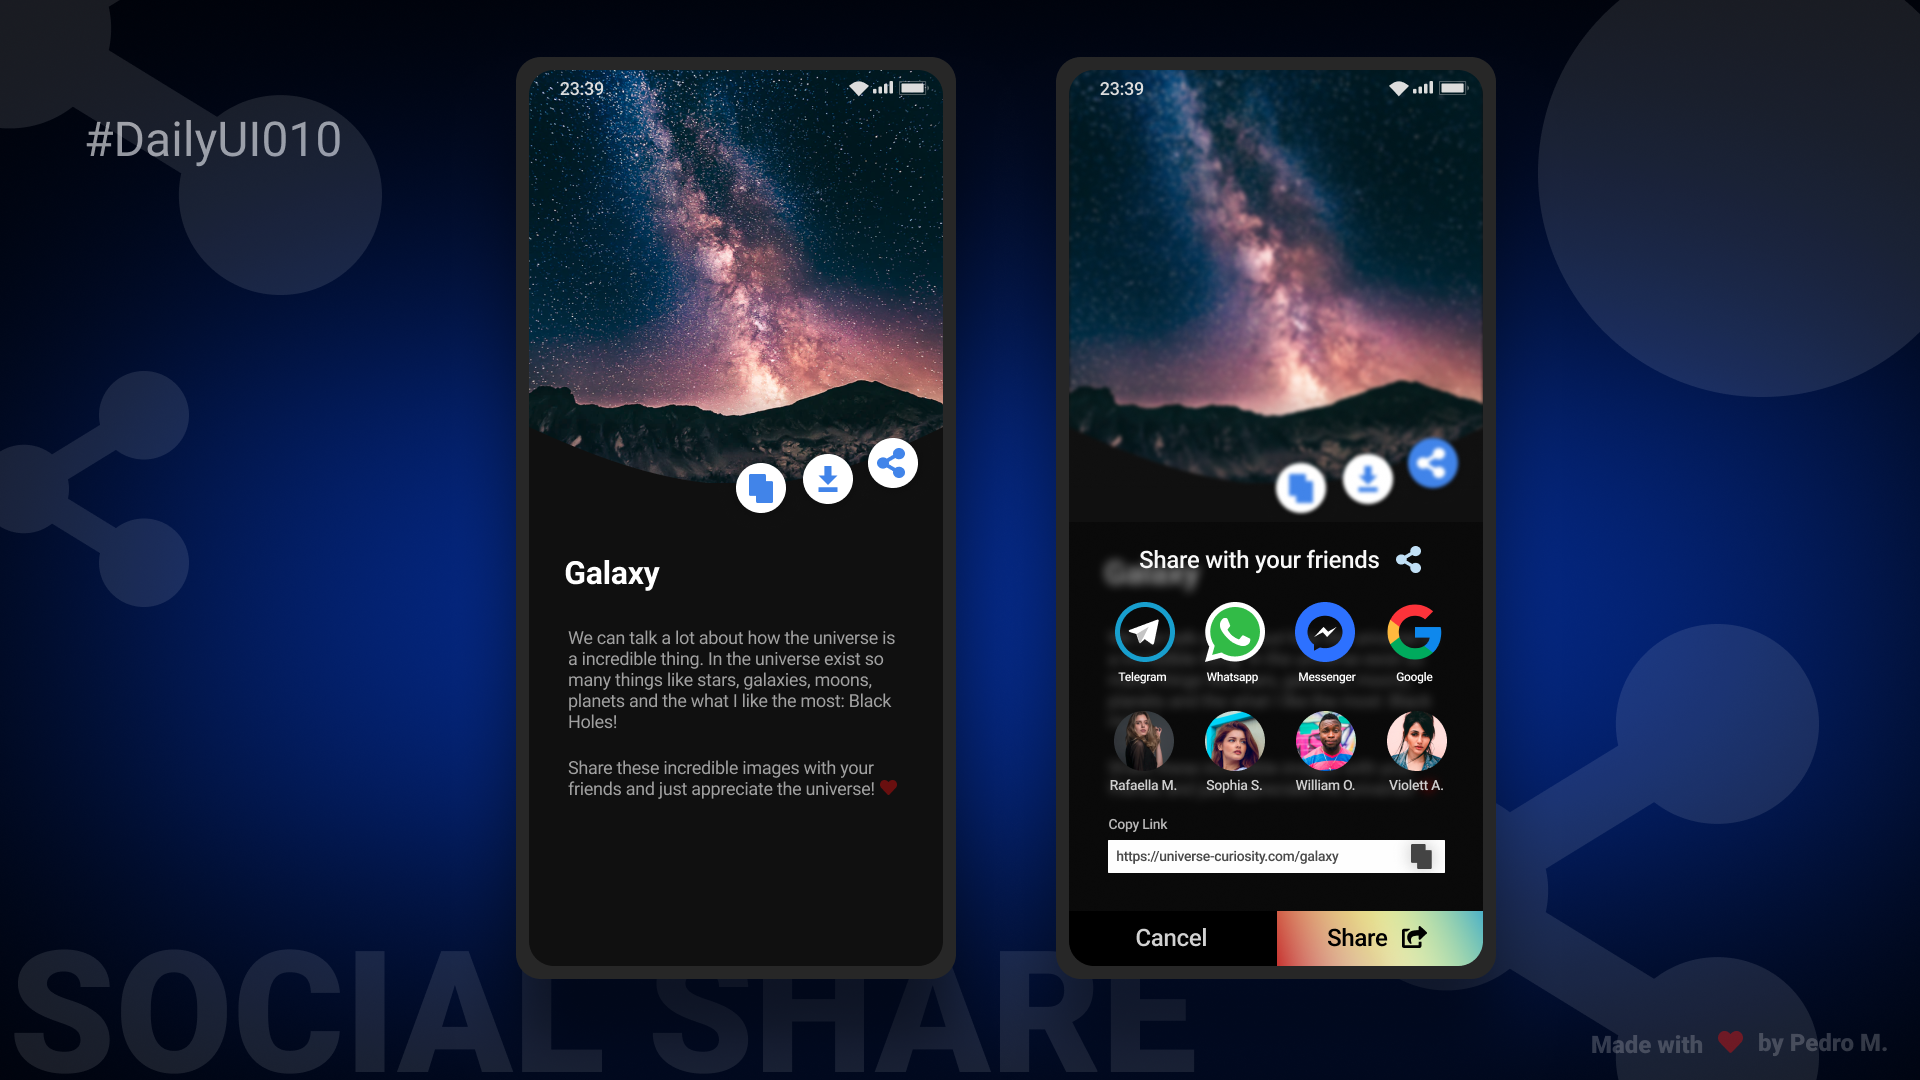 #DailyUI010
23:39
Galaxy
We can talk a lot about how the universe is
a incredible thing. In the universe exist so
many things like stars, galaxies, moons,
planets and the what I like the most: Black
Holes!
Share these incredible images with your
friends and just appreciate the universe!
23:39
Share with your friends
Telegram Whatsapp Messenger Google
Rafaella M. Sophia S. William O. Violett A.
Copy Link
https://universe-curiosity.com/galaxy
Cancel Share
SOCIAL SHARE
Made with by Pedro M.